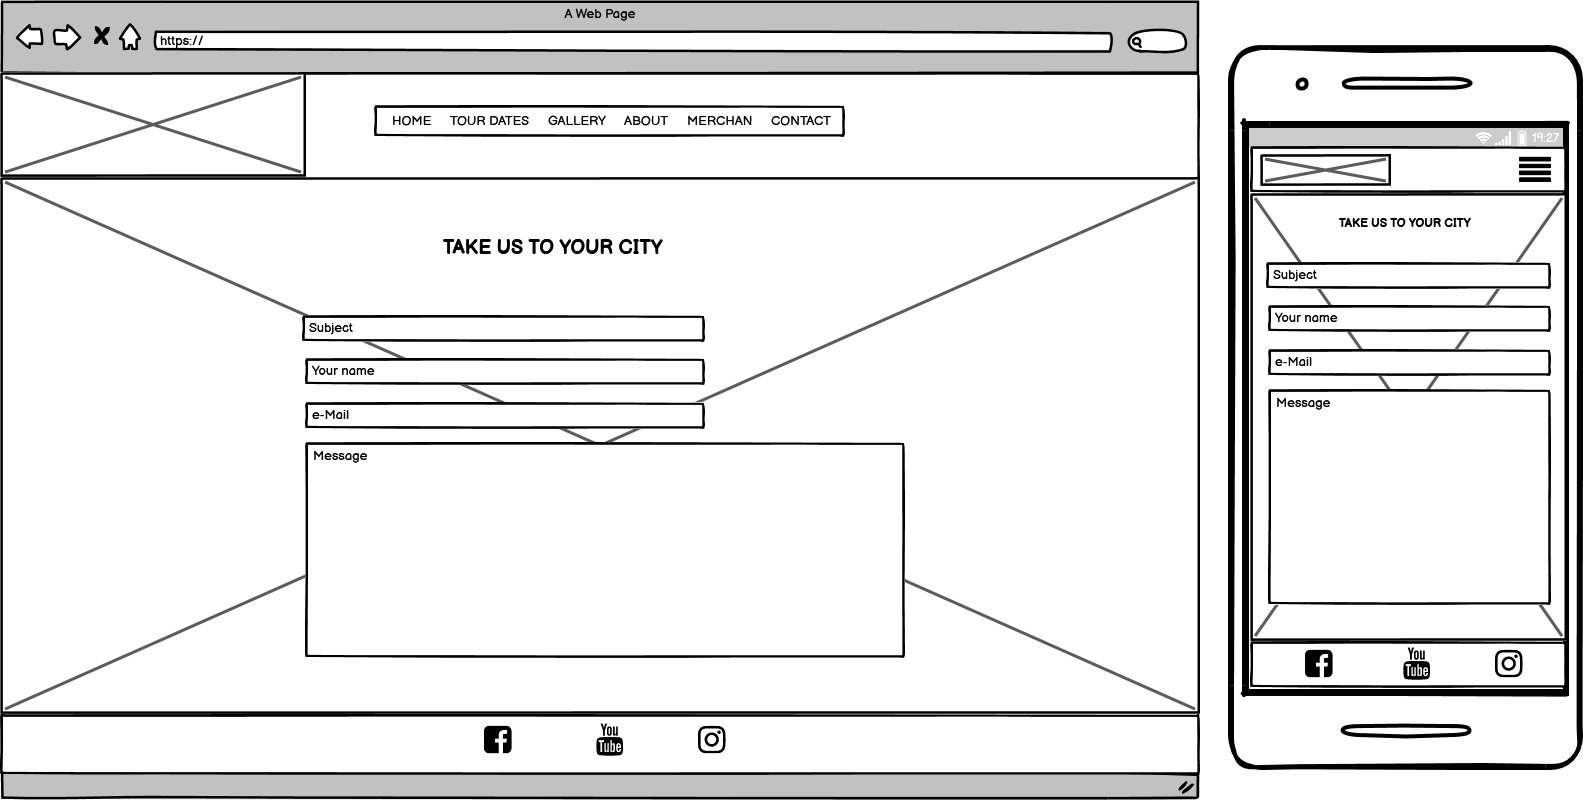 A Web Page
https://
HOME TOUR DATES GALLERY ABOUT MERCHAN CONTACT
TAKE US TO YOUR CITY
Subject
Your name
e-Mail
Message
You
Tube
19:27
TAKE US TO YOUR CITY
Subject
Your name
e-Mail
Message
You
Tube